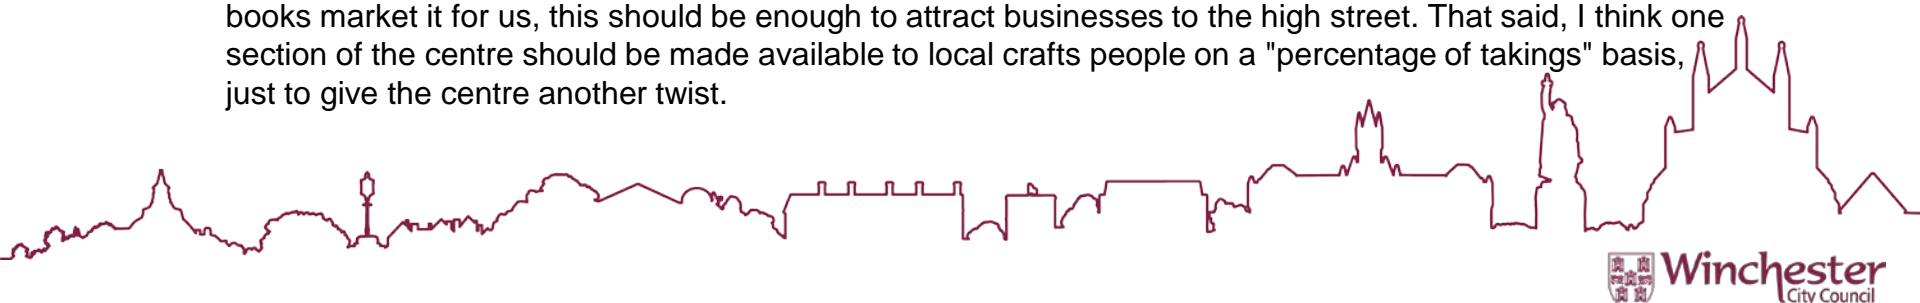 books market it for us, this should be enough to attract businesses to the high street. That said, I think one
section of the centre should be made available to local crafts people on a "percentage of takings" basis,
just to give the centre another twist.
Winchester
City Council